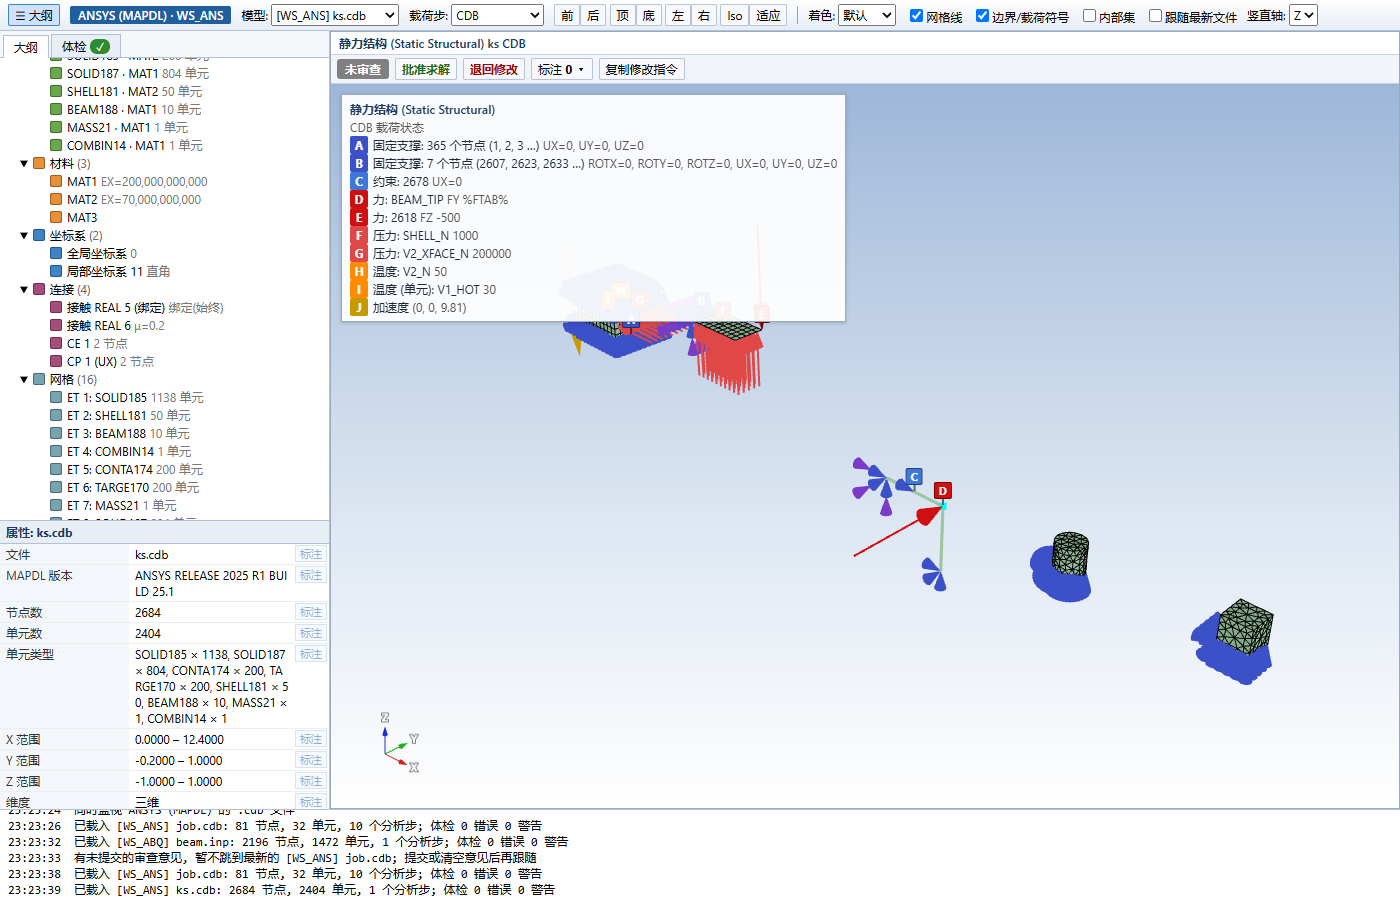 ☰ 大纲 ANSYS (MAPDL) · WS_ANS 模型: [WS_ANS] ks.cdb 载荷步: CDB 前 后 顶 底 左 右 Iso 适应 着色: 默认 网格线 边界/载荷符号 内部集 跟随最新文件 竖直轴: Z
大纲 体检 ✓
SOLID187 · MAT1 804 单元
SHELL181 · MAT2 50 单元
BEAM188 · MAT1 10 单元
MASS21 · MAT1 1 单元
COMBIN14 · MAT1 1 单元
材料 (3)
MAT1 EX=200,000,000,000
MAT2 EX=70,000,000,000
MAT3
坐标系 (2)
全局坐标系 0
局部坐标系 11 直角
连接 (4)
接触 REAL 5 (绑定) 绑定(始终)
接触 REAL 6 μ=0.2
CE 1 2 节点
CP 1 (UX) 2 节点
网格 (16)
ET 1: SOLID185 1138 单元
ET 2: SHELL181 50 单元
ET 3: BEAM188 10 单元
ET 4: COMBIN14 1 单元
ET 5: CONTA174 200 单元
ET 6: TARGE170 200 单元
ET 7: MASS21 1 单元
属性: ks.cdb
文件 ks.cdb 标注
MAPDL 版本 ANSYS RELEASE 2025 R1 BUI 标注
LD 25.1
节点数 2684 标注
单元数 2404 标注
单元类型 SOLID185 × 1138, SOLID187 标注
× 804, CONTA174 × 200, TA
RGE170 × 200, SHELL181 × 5
0, BEAM188 × 10, MASS21 ×
1, COMBIN14 × 1
X 范围 0.0000 – 12.4000 标注
Y 范围 -0.2000 – 1.0000 标注
Z 范围 -1.0000 – 1.0000 标注
维度 三维 标注
静力结构 (Static Structural) ks CDB
未审查 批准求解 退回修改 标注 0 ▾ 复制修改指令
静力结构 (Static Structural)
CDB 载荷状态
A 固定支撑: 365 个节点 (1, 2, 3 ...) UX=0, UY=0, UZ=0
B 固定支撑: 7 个节点 (2607, 2623, 2633 ...) ROTX=0, ROTY=0, ROTZ=0, UX=0, UY=0, UZ=0
C 约束: 2678 UX=0
D 力: BEAM_TIP FY %FTAB%
E 力: 2618 FZ -500
F 压力: SHELL_N 1000
G 压力: V2_XFACE_N 200000
H 温度: V2_N 50
I 温度 (单元): V1_HOT 30
J 加速度 (0, 0, 9.81)
C
D
Z
Y
X
23:23:24 同时监视 ANSYS (MAPDL) 的 .cdb 文件
23:23:26 已载入 [WS_ANS] job.cdb: 81 节点, 32 单元, 10 个分析步; 体检 0 错误 0 警告
23:23:32 已载入 [WS_ABQ] beam.inp: 2196 节点, 1472 单元, 1 个分析步; 体检 0 错误 0 警告
23:23:33 有未提交的审查意见, 暂不跳到最新的 [WS_ANS] job.cdb; 提交或清空意见后再跟随
23:23:38 已载入 [WS_ANS] job.cdb: 81 节点, 32 单元, 10 个分析步; 体检 0 错误 0 警告
23:23:39 已载入 [WS_ANS] ks.cdb: 2684 节点, 2404 单元, 1 个分析步; 体检 0 错误 0 警告